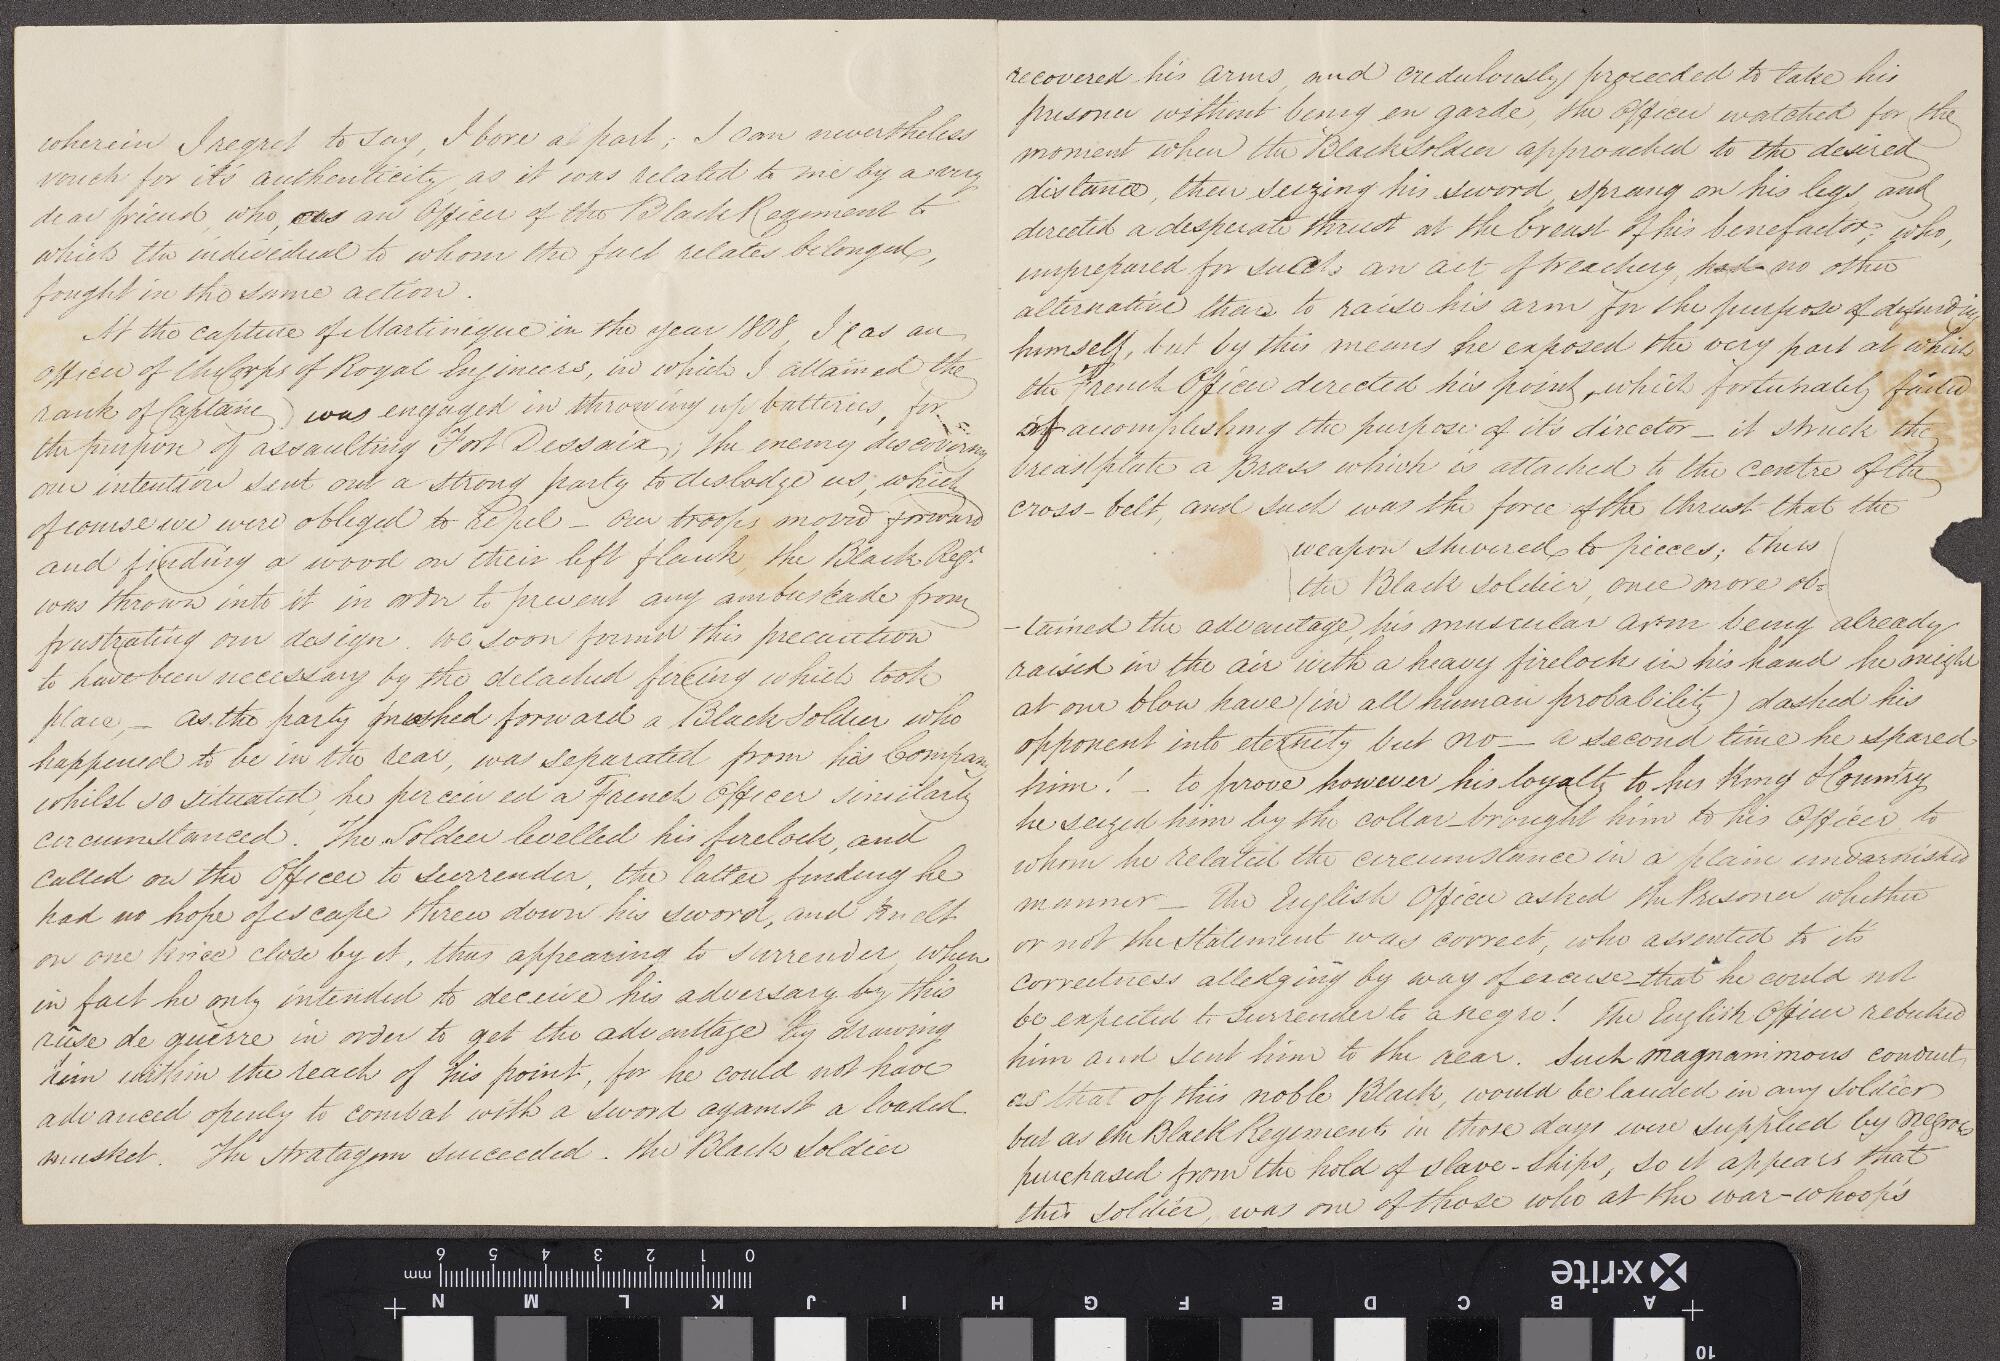 wherein I regret to say, I bore a part; I can nevertheless
vouch for it's authenticity, as it was related to me by a very
dear friend, who, as an Officer of the Black Regiment to
which the individual to whom the fact relates belonged,
fought in the same action.
At the capture of Martinique in the year 1808, I (as an
officer of the Corps of Royal Engineers, in which I attained the
rank of Captain) was engaged in throwing up batteries, for
the purpose of assaulting Fort Dessaix; the enemy discovering
our intention sent out a strong party to dislodge us, which
of course we were obliged to repel - our troops moved forward
and finding a wood on their left flank, the Black Regt.
was thrown into it in order to prevent any ambuscade from
frustrating our design. We soon found this precaution
to have been necessary by the detached fireing which took
place, - as the party pushed forward a Black Soldier who
happened to be in the rear, was separated from his Company
whilst so situated, he perceived a French Officer similarly
circumstanced. The Soldier levelled his firelock, and
called on the Officer to surrender, the latter finding he
had no hope of escape threw down his sword, and knelt
on one knee close by it, thus appearing to surrender, when
in fact he only intended to deceive his adversary by this
rûse de guèrre in order to get the advantage by drawing
him within the reach of his point, for he could not have
advanced openly to combat with a sword against a loaded
musket. The stratagem succeeded. The Black Soldier
recovered his arms, and credulously proceeded to take his
prisoner without being en garde, the Officer watched for the
moment when the Black Soldier approached to the desired
distance, then seizing his sword, sprang on his legs and
directed a desperate thrust at the breast of his benefactor; who,
unprepared for such an act of treachery, had no other
alternative than to raise his arm for the purpose of defending
himself, but by this means he exposed the very part at which
the French Officer directed his point, which fortunately failed
of accomplishing the purpose of it's director - it struck the
breastplate a Brass which is attached to the centre of the
cross-belt, and such was the force of the thrust that the
weapon shivered to pieces; thus
the Black Soldier, once more ob=
-tained the advantage, his muscular arm being already
raised in the air with a heavy firelock in his hand he might
at one blow have (in all human probability) dashed his
opponent into eternity but no - a second time he spared
him! - to prove however his loyalty to his King & Country
he seized him by the collar - brought him to his Officer, to
whom he related the circumstance in a plain unvarnished
manner - The English Officer asked the Prisoner whether
or not the statement was correct, who assented to its
correctness alledging by way of excuse - that he could not
be expected to surrender to a negro! The English Officer rebuked
him and sent him to the rear. Such magnanimous conduct,
as that of this noble Black, would be lauded in any soldier
but as the Black Regiments in those days were supplied by Negroes
purchased from the hold of slave-ships, so it appears that
this soldier, was one of those who at the war-whoop's
mm
0 1 2 3 4 5 6
x-rite
A B C D E F G H I J K L M N
10